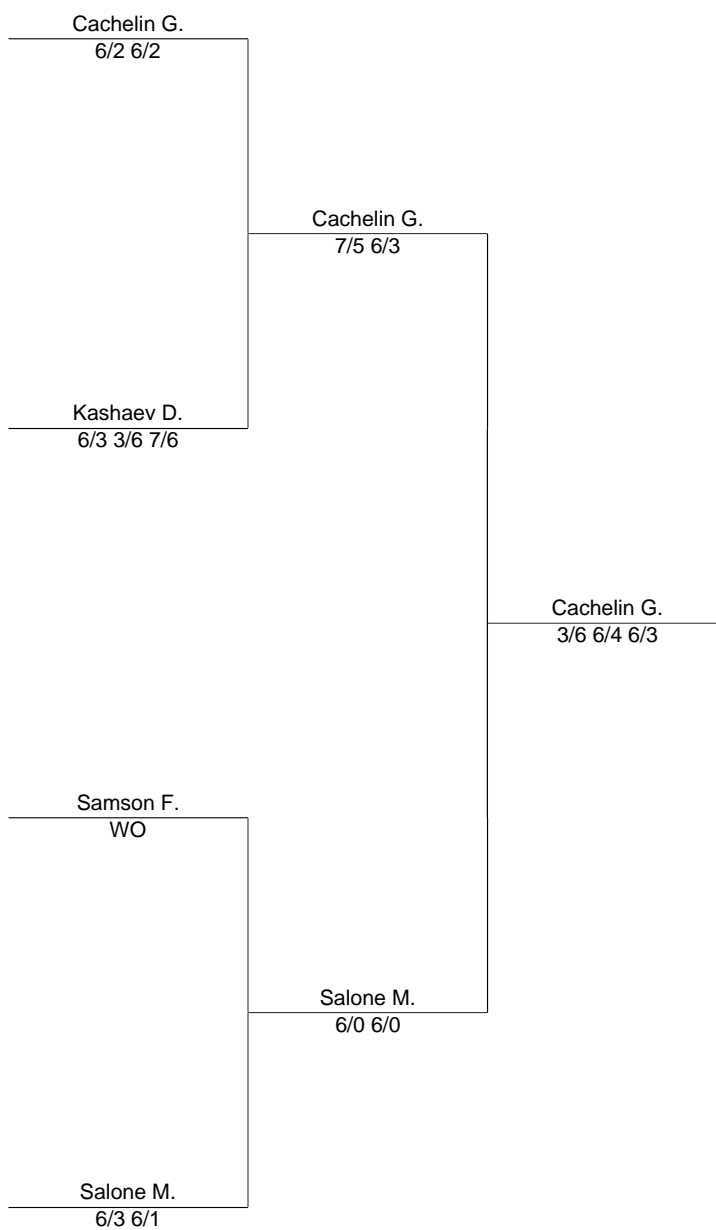 Cachelin G.
6/2 6/2
Cachelin G.
7/5 6/3
Kashaev D.
6/3 3/6 7/6
Cachelin G.
3/6 6/4 6/3
Samson F.
WO
Salone M.
6/0 6/0
Salone M.
6/3 6/1